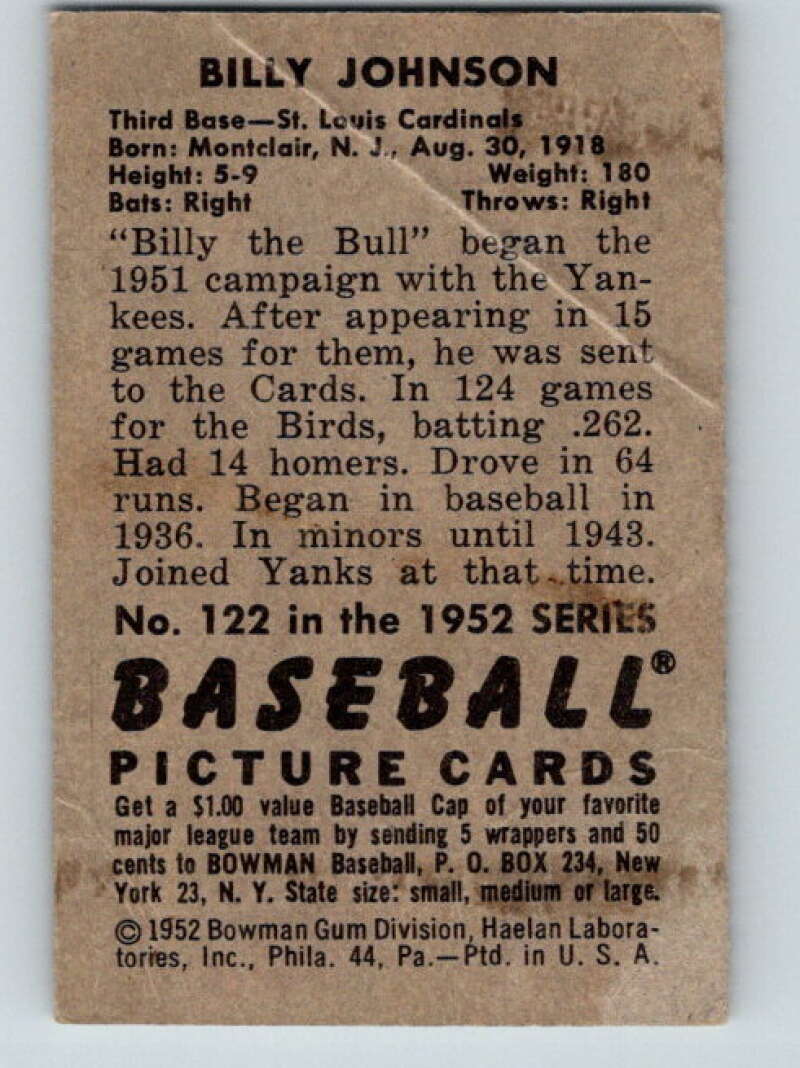 BILLY JOHNSON
Third Base—St. Louis Cardinals
Born: Montclair, N. J., Aug. 30, 1918
Height: 5-9 Weight: 180
Bats: Right Throws: Right
"Billy the Bull" began the
1951 campaign with the Yan-
kees. After appearing in 15
games for them, he was sent
to the Cards. In 124 games
for the Birds, batting .262.
Had 14 homers. Drove in 64
runs. Began in baseball in
1936. In minors until 1943.
Joined Yanks at that time.
No. 122 in the 1952 SERIES
BASEBALL®
PICTURE CARDS
Get a $1.00 value Baseball Cap of your favorite
major league team by sending 5 wrappers and 50
cents to BOWMAN Baseball, P. O. BOX 234, New
York 23, N. Y. State size: small, medium or large.
© 1952 Bowman Gum Division, Haelan Labora-
tories, Inc., Phila. 44, Pa.—Ptd. in U. S. A.